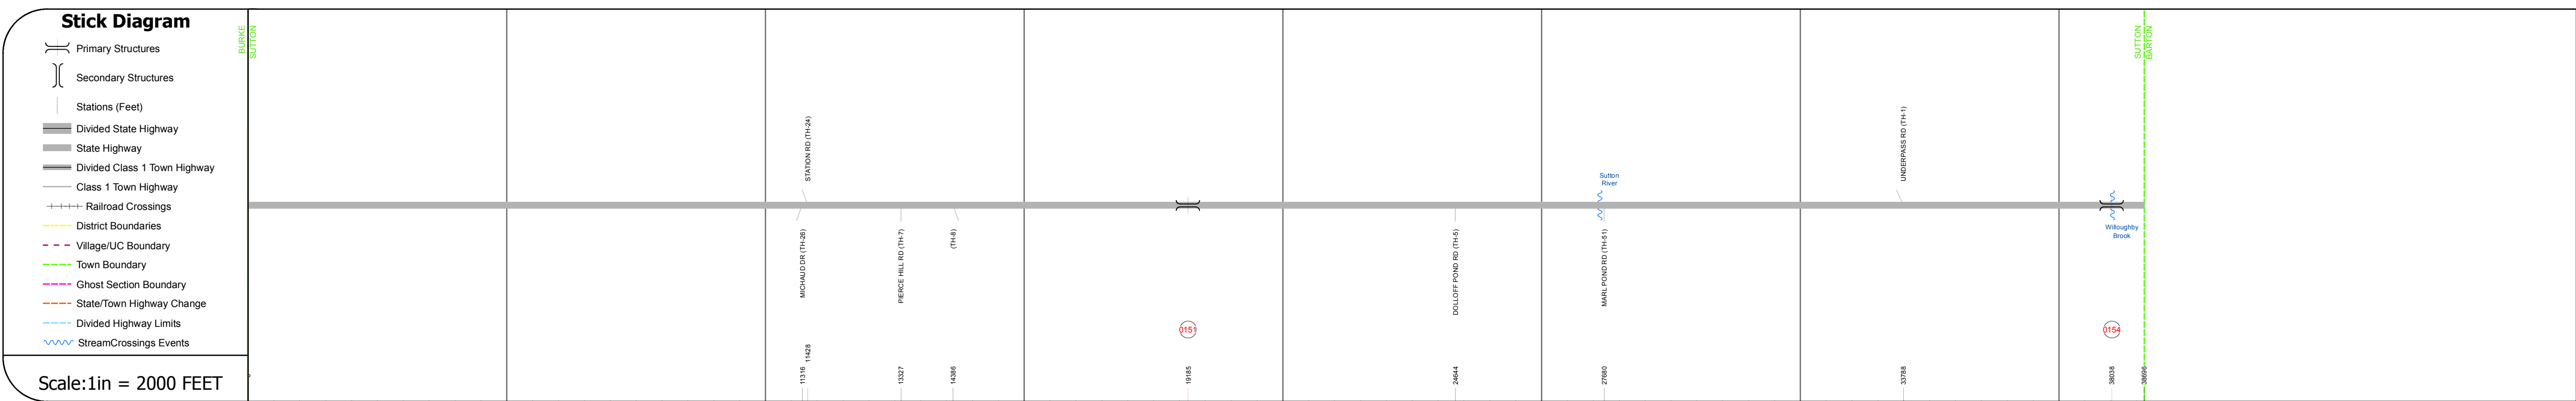 Stick Diagram
Primary Structures
Secondary Structures
Stations (Feet)
Divided State Highway
State Highway
Divided Class 1 Town Highway
Class 1 Town Highway
Railroad Crossings
District Boundaries
Village/UC Boundary
Town Boundary
Ghost Section Boundary
State/Town Highway Change
Divided Highway Limits
StreamCrossings Events
Scale:1in = 2000 FEET
BURKE
SUTTON
STATION RD (TH-24)
MICHAUD DR (TH-26)
PIERCE HILL RD (TH-7)
(TH-8)
DOLLOFF POND RD (TH-5)
Sutton
River
MARL POND RD (TH-51)
UNDERPASS RD (TH-1)
Willoughby
Brook
SUTTON
BARTON
0151
0154
11316
11428
13327
14386
19185
24644
27680
33788
38038
38696